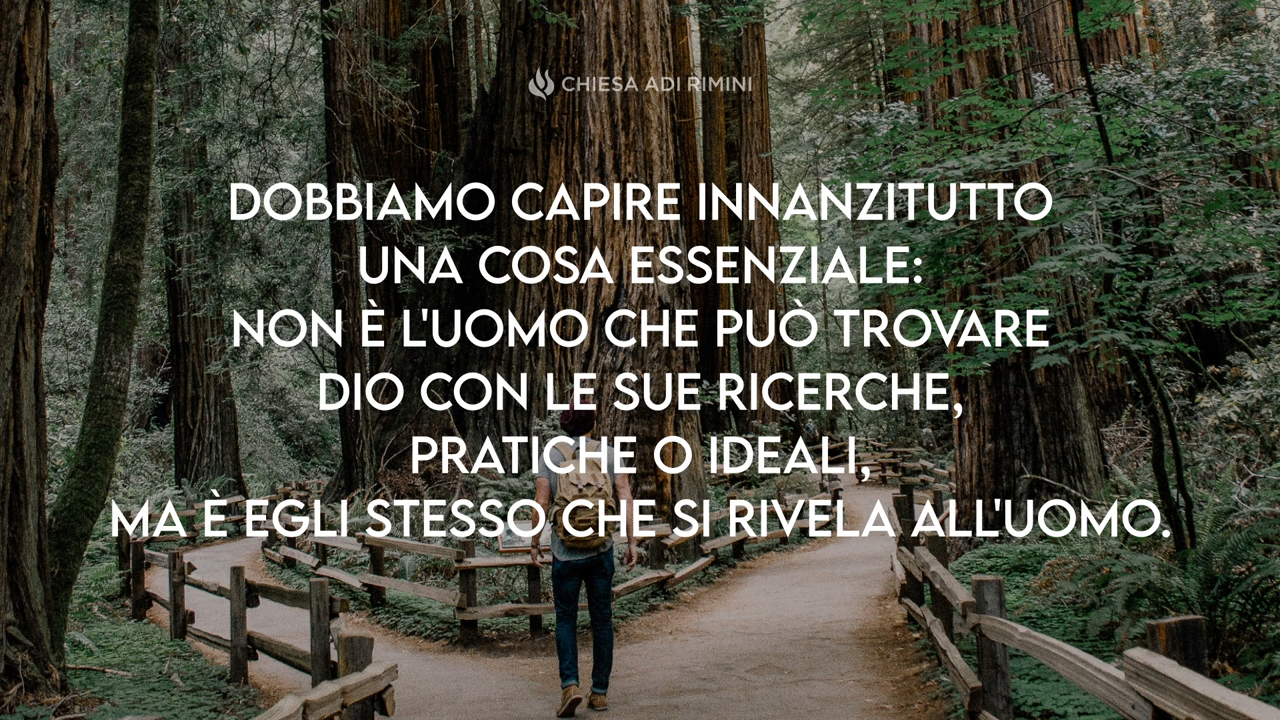 CHIESA ADI RIMINI
DOBBIAMO CAPIRE INNANZITUTTO
UNA COSA ESSENZIALE:
NON È L'UOMO CHE PUÒ TROVARE
DIO CON LE SUE RICERCHE,
PRATICHE O IDEALI,
MA È EGLI STESSO CHE SI RIVELA ALL'UOMO.